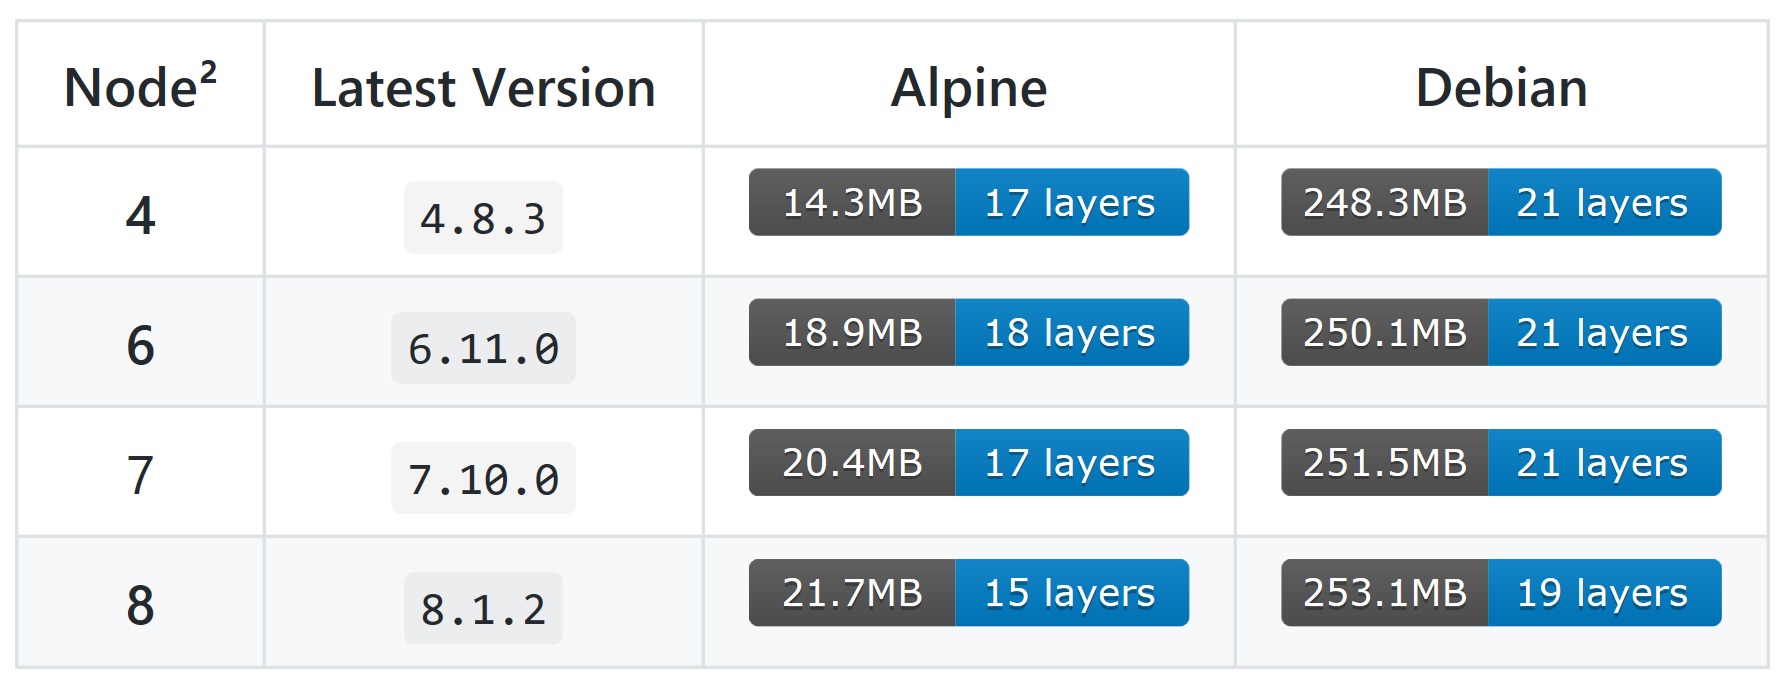 Node² Latest Version Alpine Debian
4 4.8.3 14.3MB 17 layers 248.3MB 21 layers
6 6.11.0 18.9MB 18 layers 250.1MB 21 layers
7 7.10.0 20.4MB 17 layers 251.5MB 21 layers
8 8.1.2 21.7MB 15 layers 253.1MB 19 layers